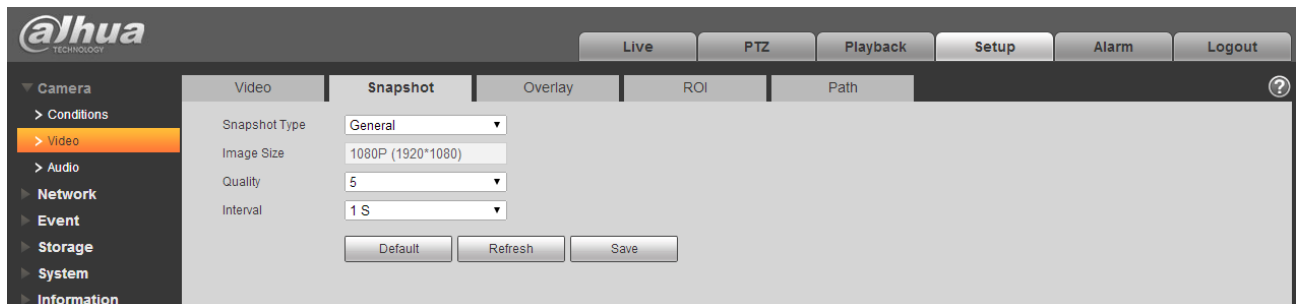 alhua
TECHNOLOGY
Live PTZ Playback Setup Alarm Logout
Camera
Video Snapshot Overlay ROI Path ?
> Conditions
> Video
> Audio
Network
Event
Storage
System
Information
Snapshot Type General
Image Size 1080P (1920*1080)
Quality 5
Interval 1 S
Default Refresh Save